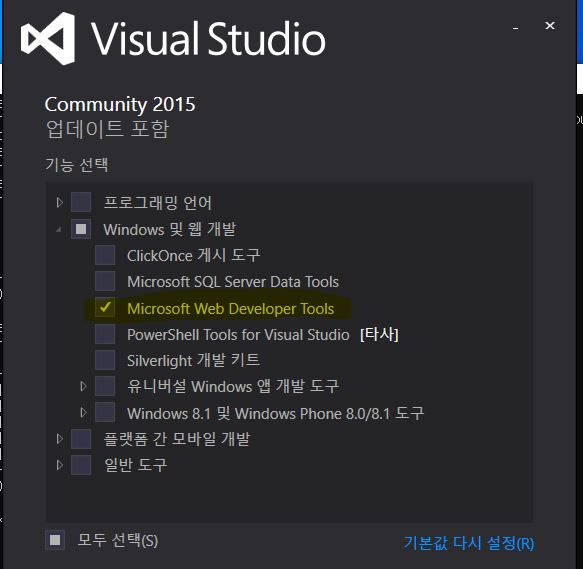 Visual Studio
Community 2015
업데이트 포함
기능 선택
프로그래밍 언어
Windows 및 웹 개발
ClickOnce 게시 도구
Microsoft SQL Server Data Tools
Microsoft Web Developer Tools
PowerShell Tools for Visual Studio [타사]
Silverlight 개발 키트
유니버설 Windows 앱 개발 도구
Windows 8.1 및 Windows Phone 8.0/8.1 도구
플랫폼 간 모바일 개발
일반 도구
모두 선택(S)
기본값 다시 설정(R)